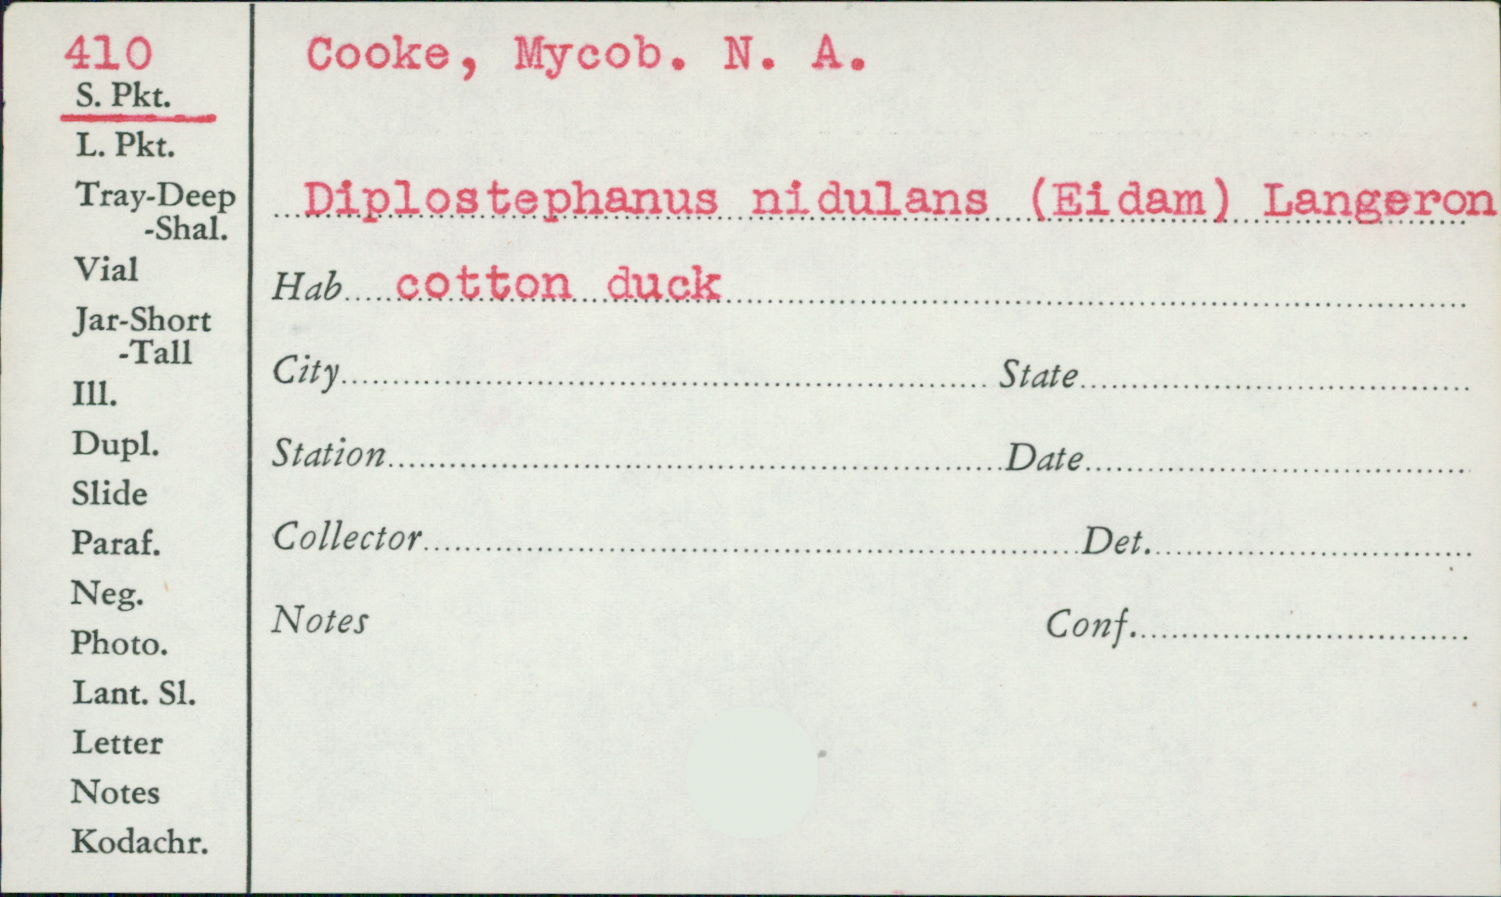 410
S. Pkt.
L. Pkt.
Tray-Deep
-Shal.
Vial
Jar-Short
-Tall
Ill.
Dupl.
Slide
Paraf.
Neg.
Photo.
Lant. Sl.
Letter
Notes
Kodachr.
Cooke, Mycob. N. A.
Diplostephanus nidulans (Eidam) Langeron
Hab cotton duck
City State
Station Date
Collector Det.
Notes Conf.